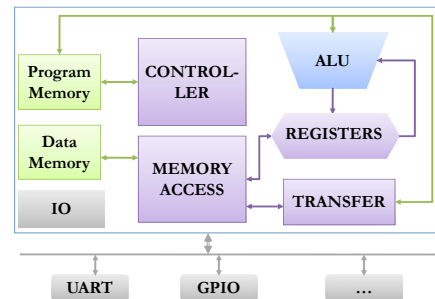 Program
Memory
CONTROL-
LER
ALU
Data
Memory
MEMORY
ACCESS
REGISTERS
IO
TRANSFER
UART
GPIO
...